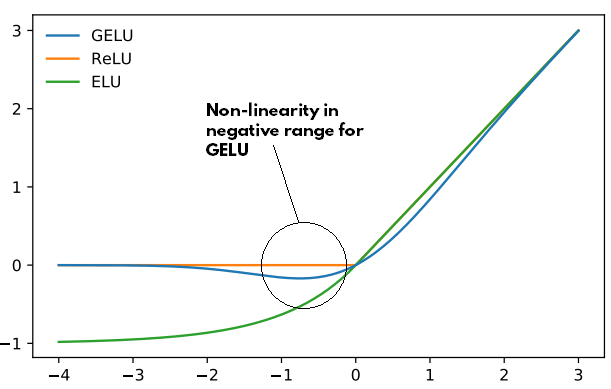 3
GELU
ReLU
ELU
2
Non-linearity in
negative range for
GELU
1
0
−1
−4 −3 −2 −1 0 1 2 3